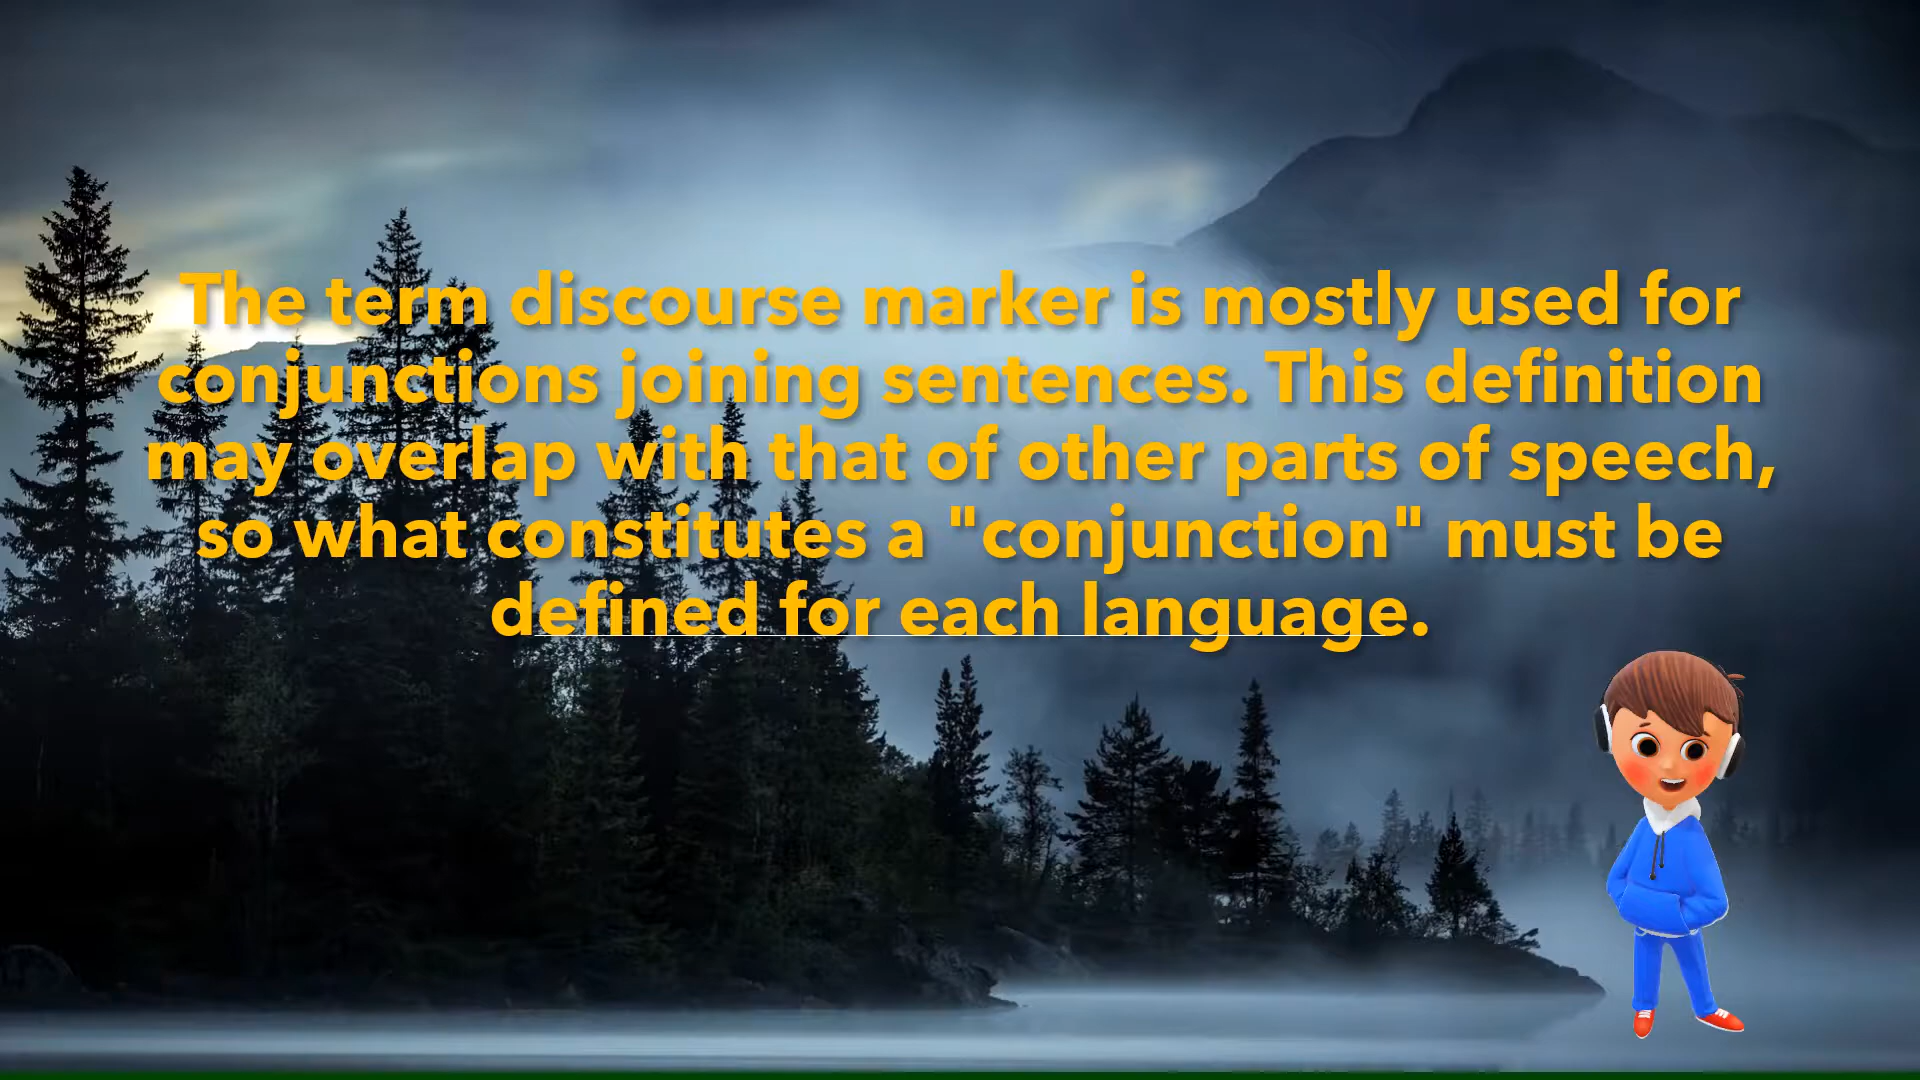 The term discourse marker is mostly used for
conjunctions joining sentences. This definition
may overlap with that of other parts of speech,
so what constitutes a "conjunction" must be
defined for each language.